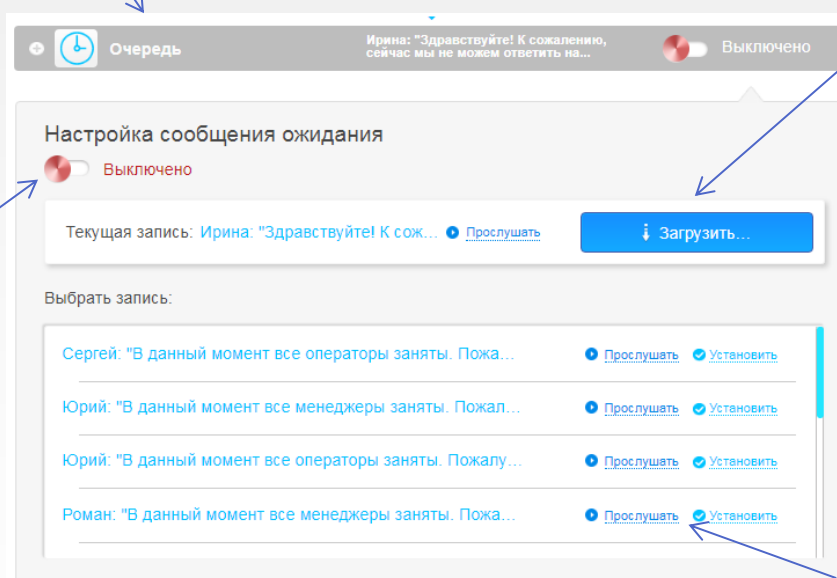 Очередь
Ирина: "Здравствуйте! К сожалению,
сейчас мы не можем ответить на...
Выключено
Настройка сообщения ожидания
Выключено
Текущая запись: Ирина: "Здравствуйте! К сож... Прослушать
Загрузить...
Выбрать запись:
Сергей: "В данный момент все операторы заняты. Пожа... Прослушать Установить
Юрий: "В данный момент все менеджеры заняты. Пожал... Прослушать Установить
Юрий: "В данный момент все операторы заняты. Пожалу... Прослушать Установить
Роман: "В данный момент все менеджеры заняты. Пожа... Прослушать Установить